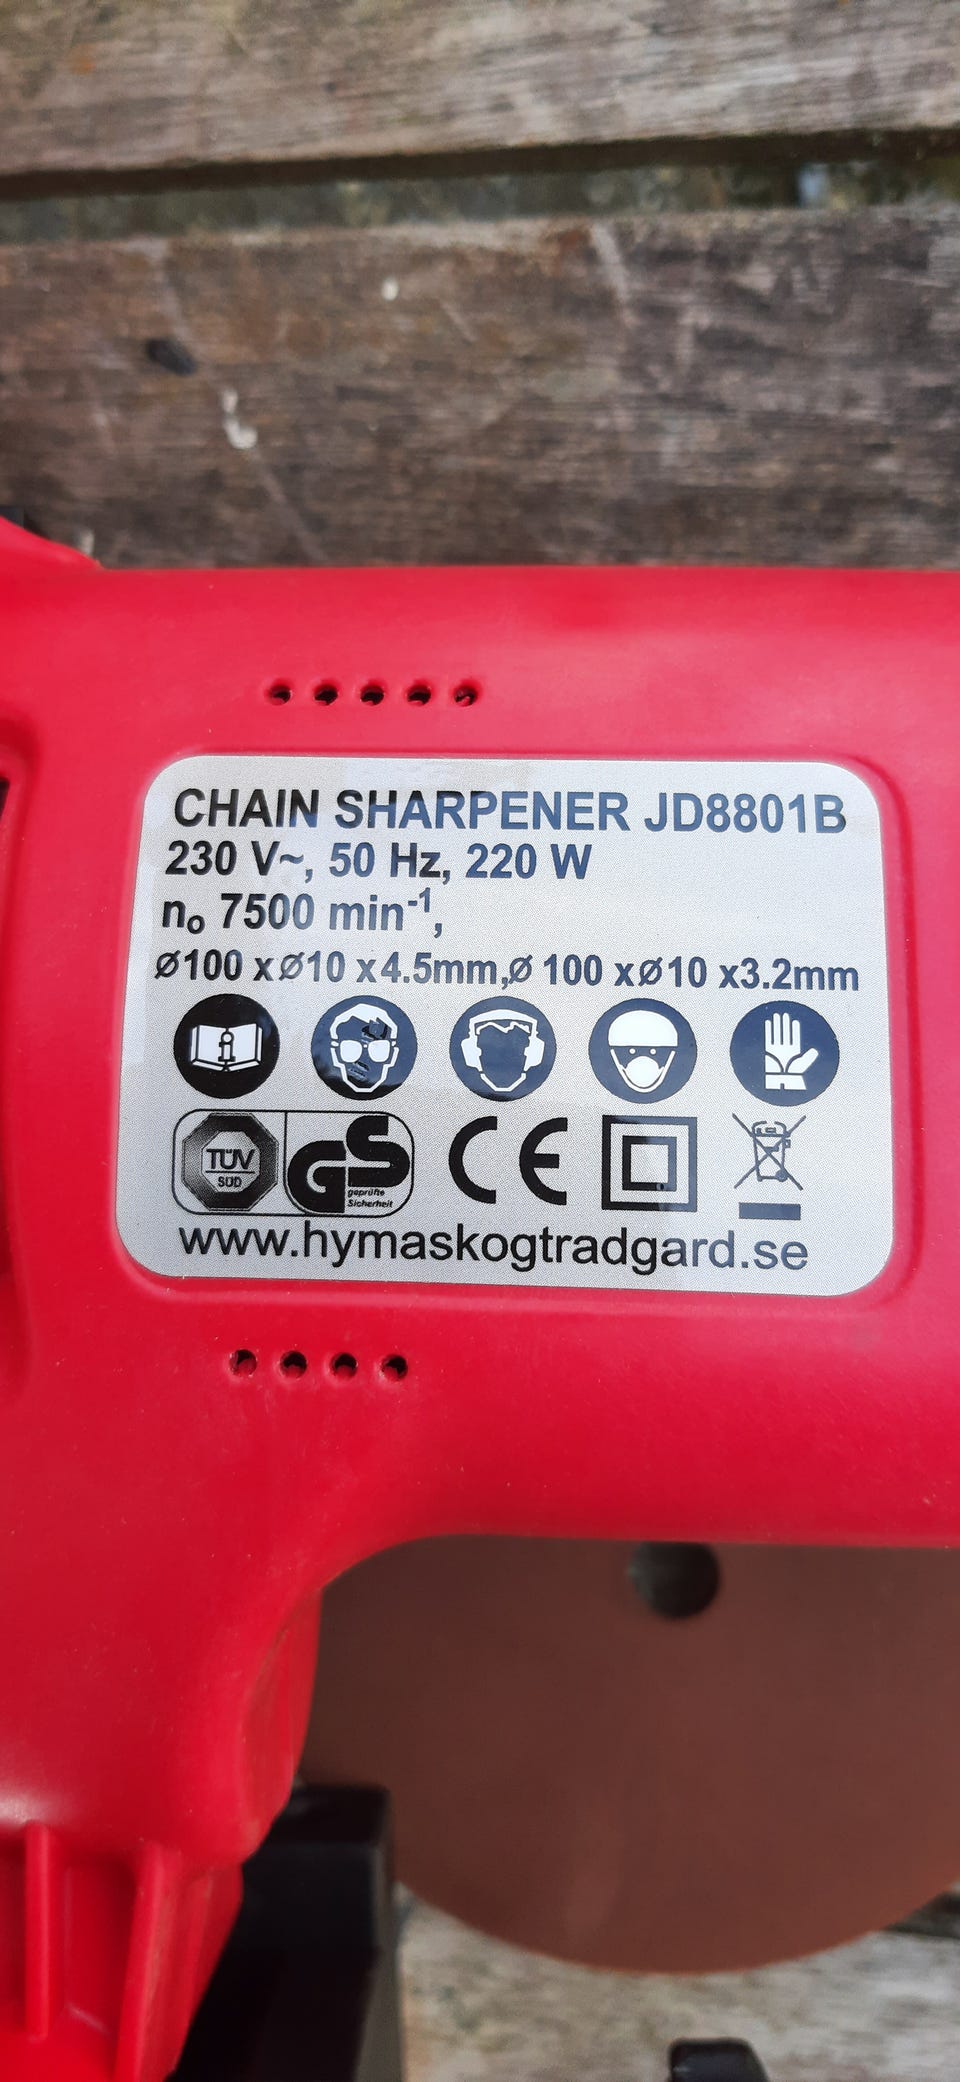 CHAIN SHARPENER JD8801B
230 V~, 50 Hz, 220 W
n₀ 7500 min⁻¹,
ø100 xø10 x4.5mm,ø 100 xø10 x3.2mm
i
TÜV
SÜD
GS
geprüfte
Sicherheit
CE
www.hymaskogtradgard.se